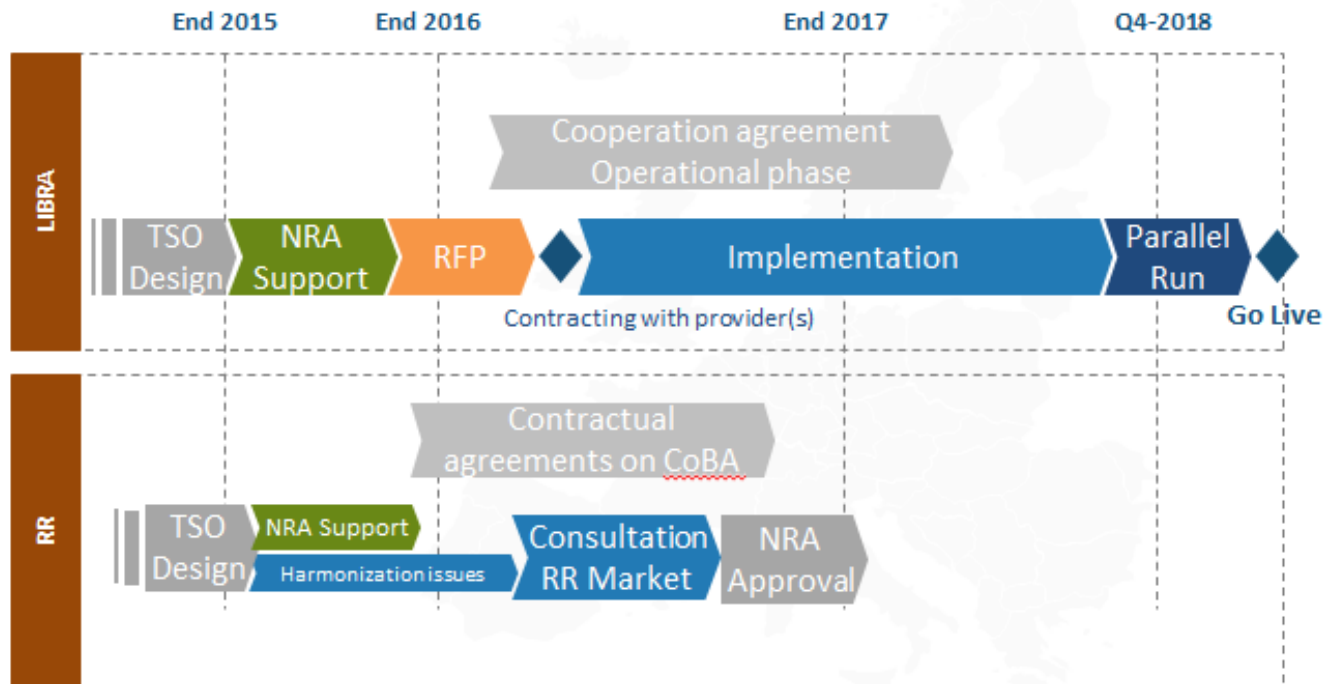 End 2015
End 2016
End 2017
Q4-2018
LIBRA
Cooperation agreement
Operational phase
TSO
Design
NRA
Support
RFP
Implementation
Parallel
Run
Contracting with provider(s)
Go Live
RR
Contractual
agreements on CoBA
TSO
Design
NRA Support
Harmonization issues
Consultation
RR Market
NRA
Approval